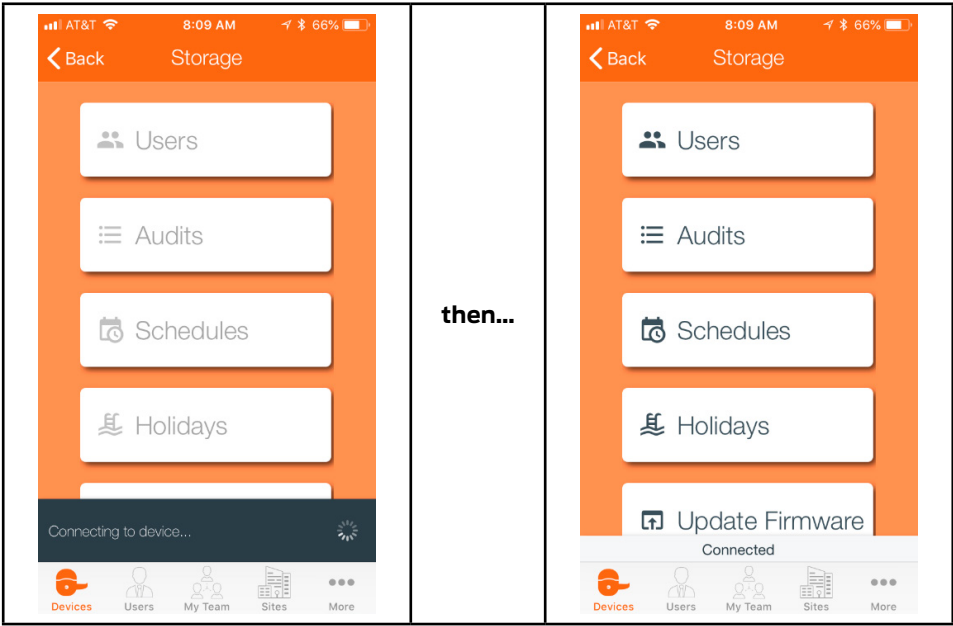 AT&T 8:09 AM 66%
Back Storage
Users
Audits
Schedules
Holidays
Connecting to device...
Devices Users My Team Sites More
then...
AT&T 8:09 AM 66%
Back Storage
Users
Audits
Schedules
Holidays
Update Firmware
Connected
Devices Users My Team Sites More